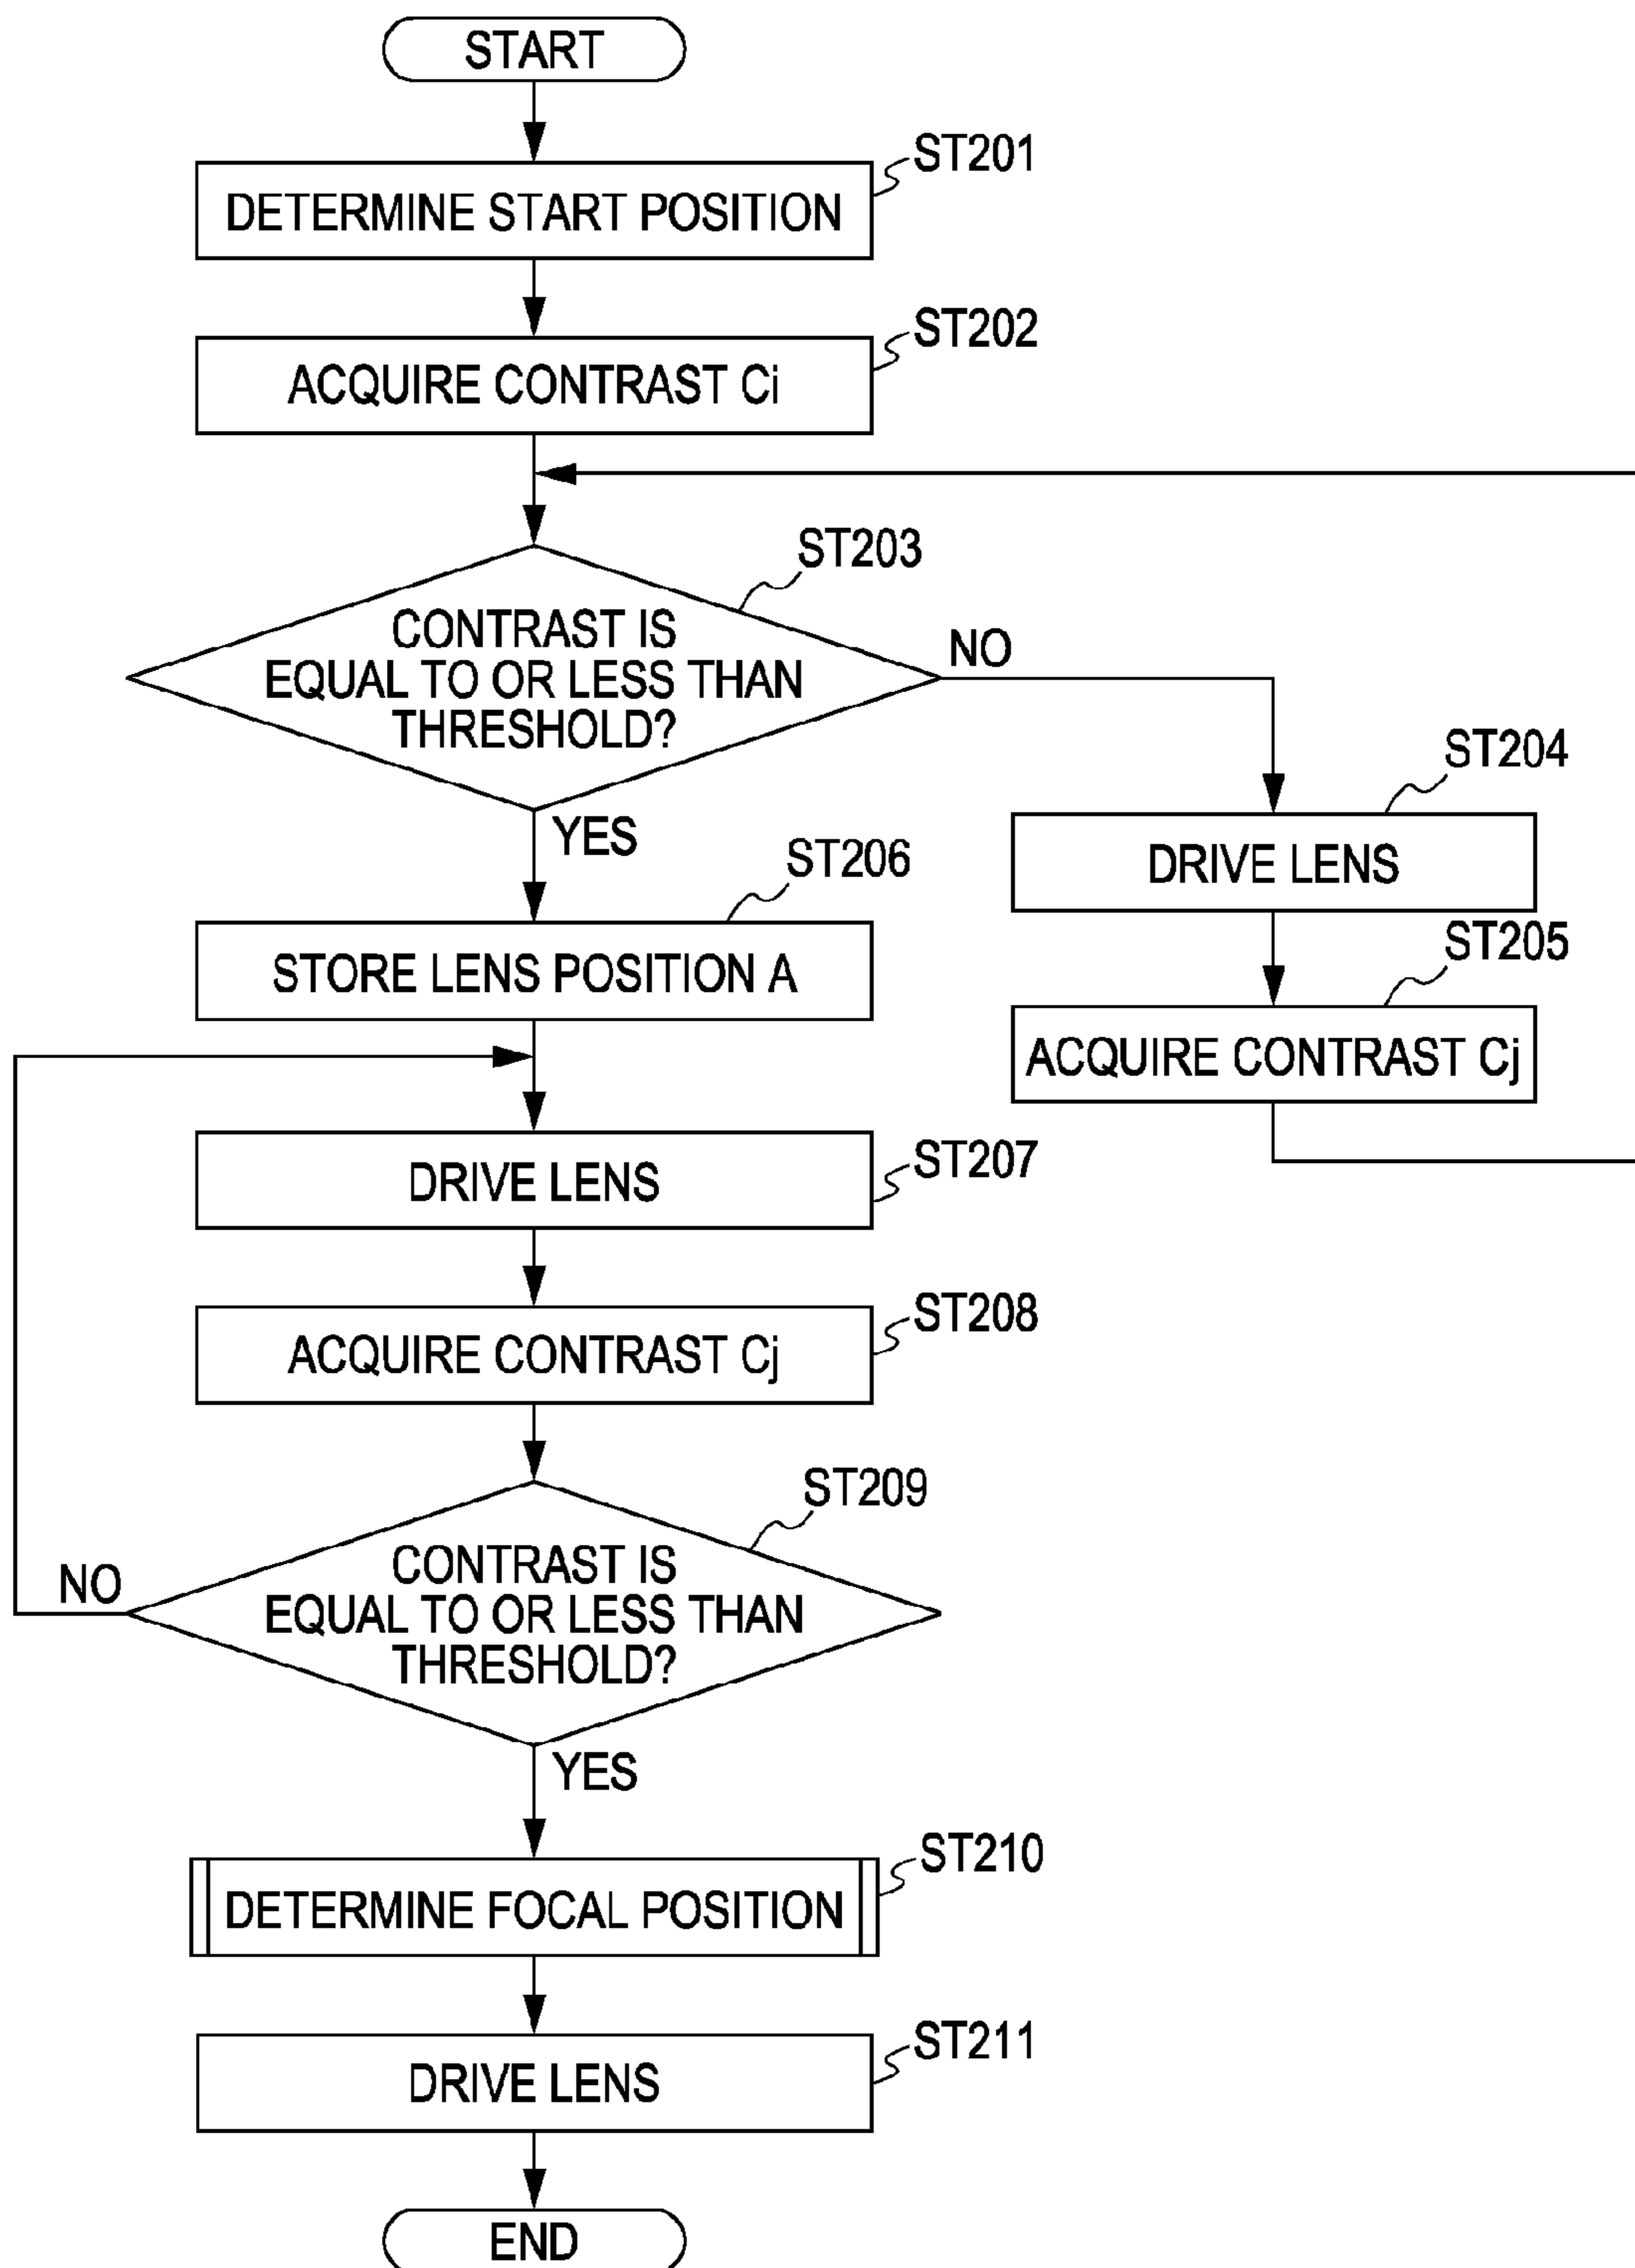 START
ST201
DETERMINE START POSITION
ST202
ACQUIRE CONTRAST Ci
ST203
CONTRAST IS
EQUAL TO OR LESS THAN
THRESHOLD?
NO
YES
ST204
DRIVE LENS
ST205
ACQUIRE CONTRAST Cj
ST206
STORE LENS POSITION A
ST207
DRIVE LENS
ST208
ACQUIRE CONTRAST Cj
ST209
CONTRAST IS
EQUAL TO OR LESS THAN
THRESHOLD?
NO
YES
ST210
DETERMINE FOCAL POSITION
ST211
DRIVE LENS
END